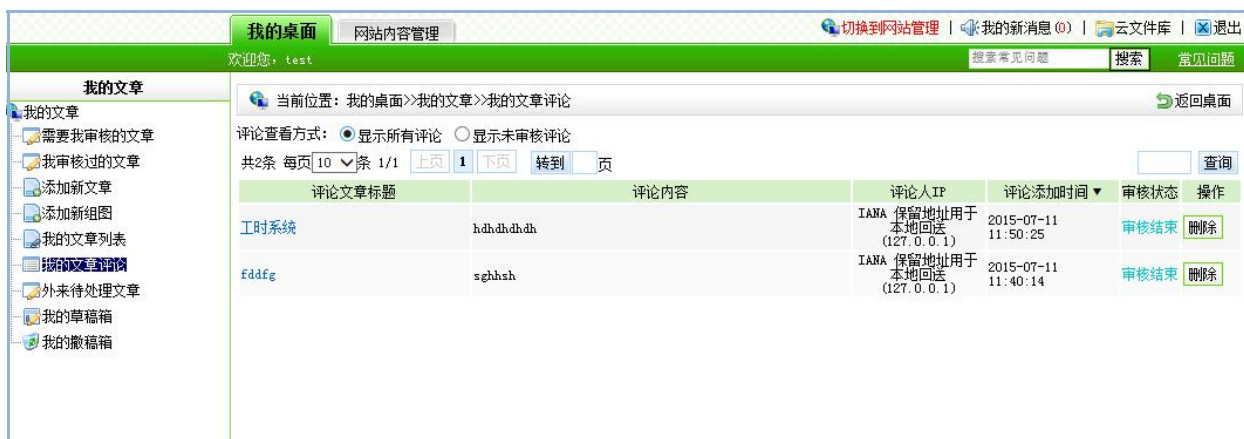 我的桌面 网站内容管理 切换到网站管理 | 我的新消息(0) | 云文件库 | 退出
欢迎您，test 搜素常见问题 搜索 常见问题
我的文章
当前位置：我的桌面>>我的文章>>我的文章评论 返回桌面
我的文章
需要我审核的文章
我审核过的文章
添加新文章
添加新组图
我的文章列表
我的文章评论
外来待处理文章
我的草稿箱
我的撤稿箱
评论查看方式： 显示所有评论 显示未审核评论
共2条 每页 10 条 1/1 上页 1 下页 转到 页 查询
评论文章标题 评论内容 评论人IP 评论添加时间▼ 审核状态 操作
工时系统 hdhdhdhdh IANA 保留地址用于本地回送(127.0.0.1) 2015-07-11 11:50:25 审核结束 删除
fddfg sghhsh IANA 保留地址用于本地回送(127.0.0.1) 2015-07-11 11:40:14 审核结束 删除